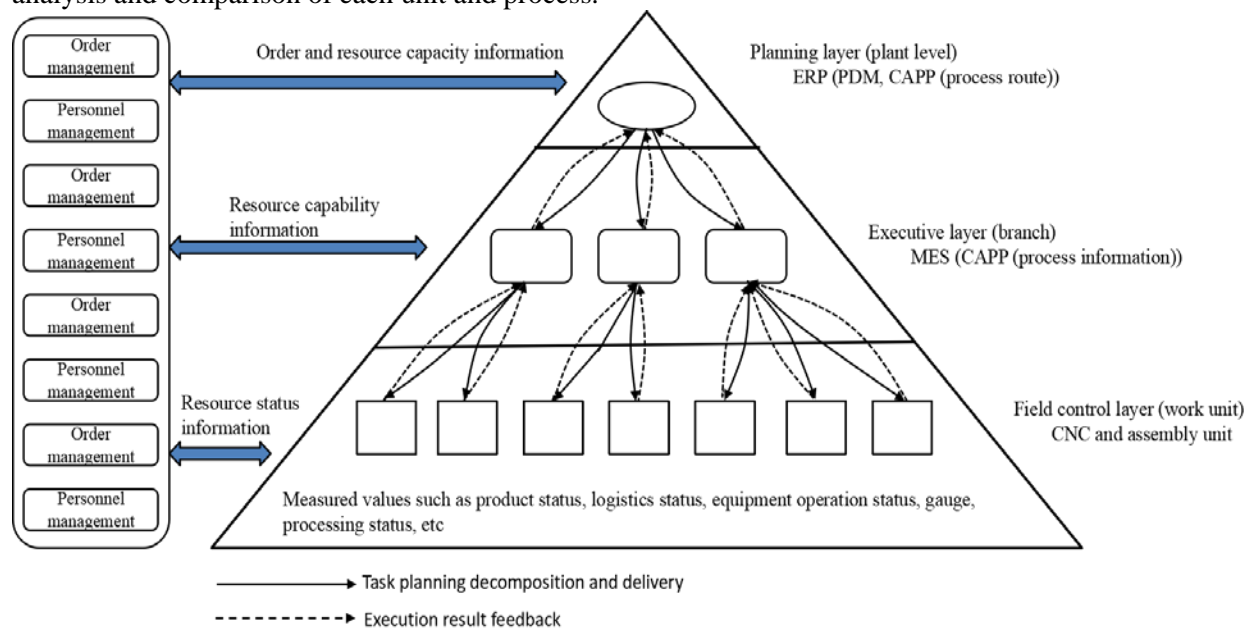 analysis and comparison of each unit and process.
Order
management
Personnel
management
Order
management
Personnel
management
Order
management
Personnel
management
Order
management
Personnel
management
Order and resource capacity information
Resource capability
information
Resource status
information
Planning layer (plant level)
ERP (PDM, CAPP (process route))
Executive layer (branch)
MES (CAPP (process information))
Field control layer (work unit)
CNC and assembly unit
Measured values such as product status, logistics status, equipment operation status, gauge,
processing status, etc
Task planning decomposition and delivery
Execution result feedback